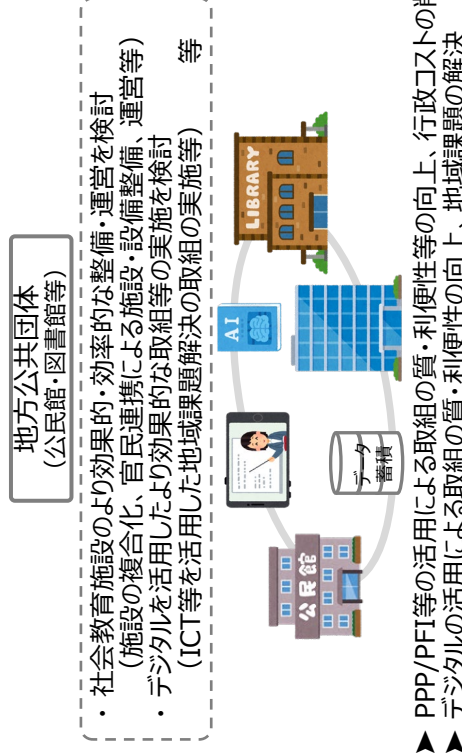 地方公共団体
(公民館・図書館等)
・ 社会教育施設のより効果的・効率的な整備・運営を検討
(施設の複合化、官民連携による施設・設備整備、運営等)
・ デジタルを活用したより効果的な取組等の実施を検討
(ICT等を活用した地域課題解決の取組の実施等) 等
公民館
AI
LIBRARY
データ
蓄積
➤ PPP/PFI等の活用による取組の質・利便性等の向上、行政コストの削
➤ デジタルの活用による取組の質・利便性の向上、地域課題の解決